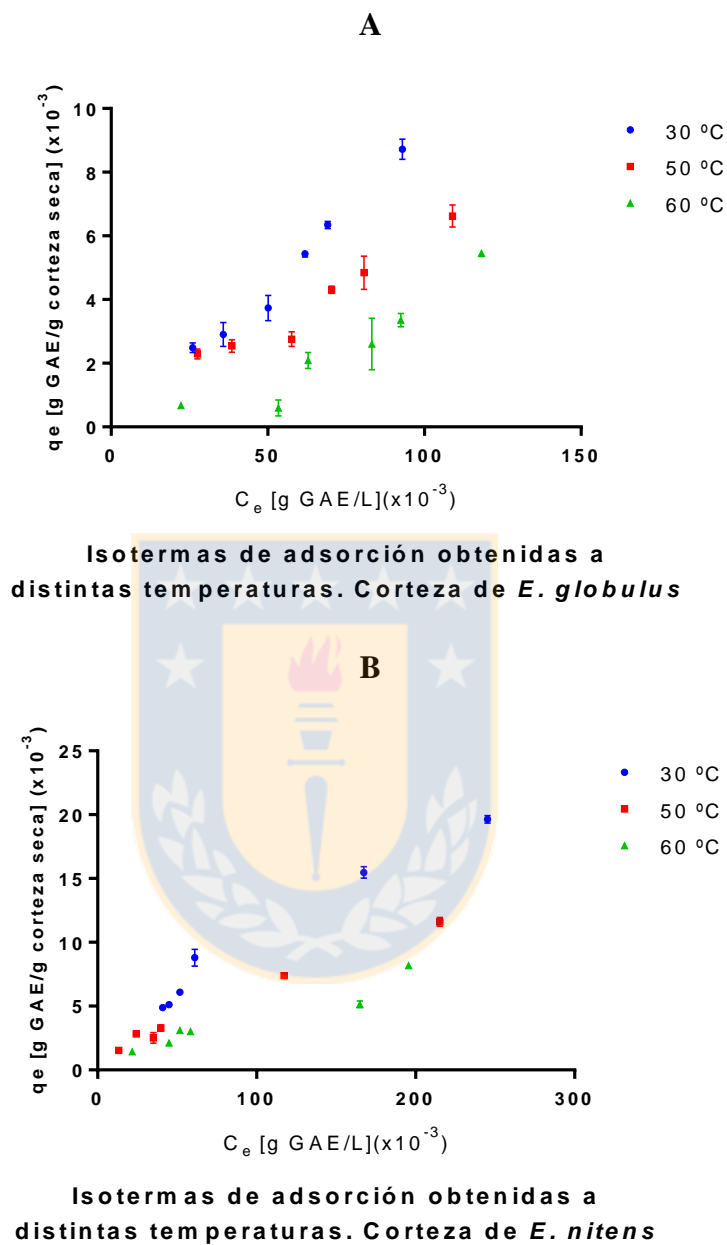 A
10
8
6
4
2
0
0 50 100 150
qe [g GAE/g corteza seca] (x10⁻³)
Cₑ [g GAE/L](x10⁻³)
30 ºC
50 ºC
60 ºC
Isotermas de adsorción obtenidas a
distintas temperaturas. Corteza de E. globulus
B
25
20
15
10
5
0
0 100 200 300
qe [g GAE/g corteza seca] (x10⁻³)
Cₑ [g GAE/L](x10⁻³)
30 ºC
50 ºC
60 ºC
Isotermas de adsorción obtenidas a
distintas temperaturas. Corteza de E. nitens